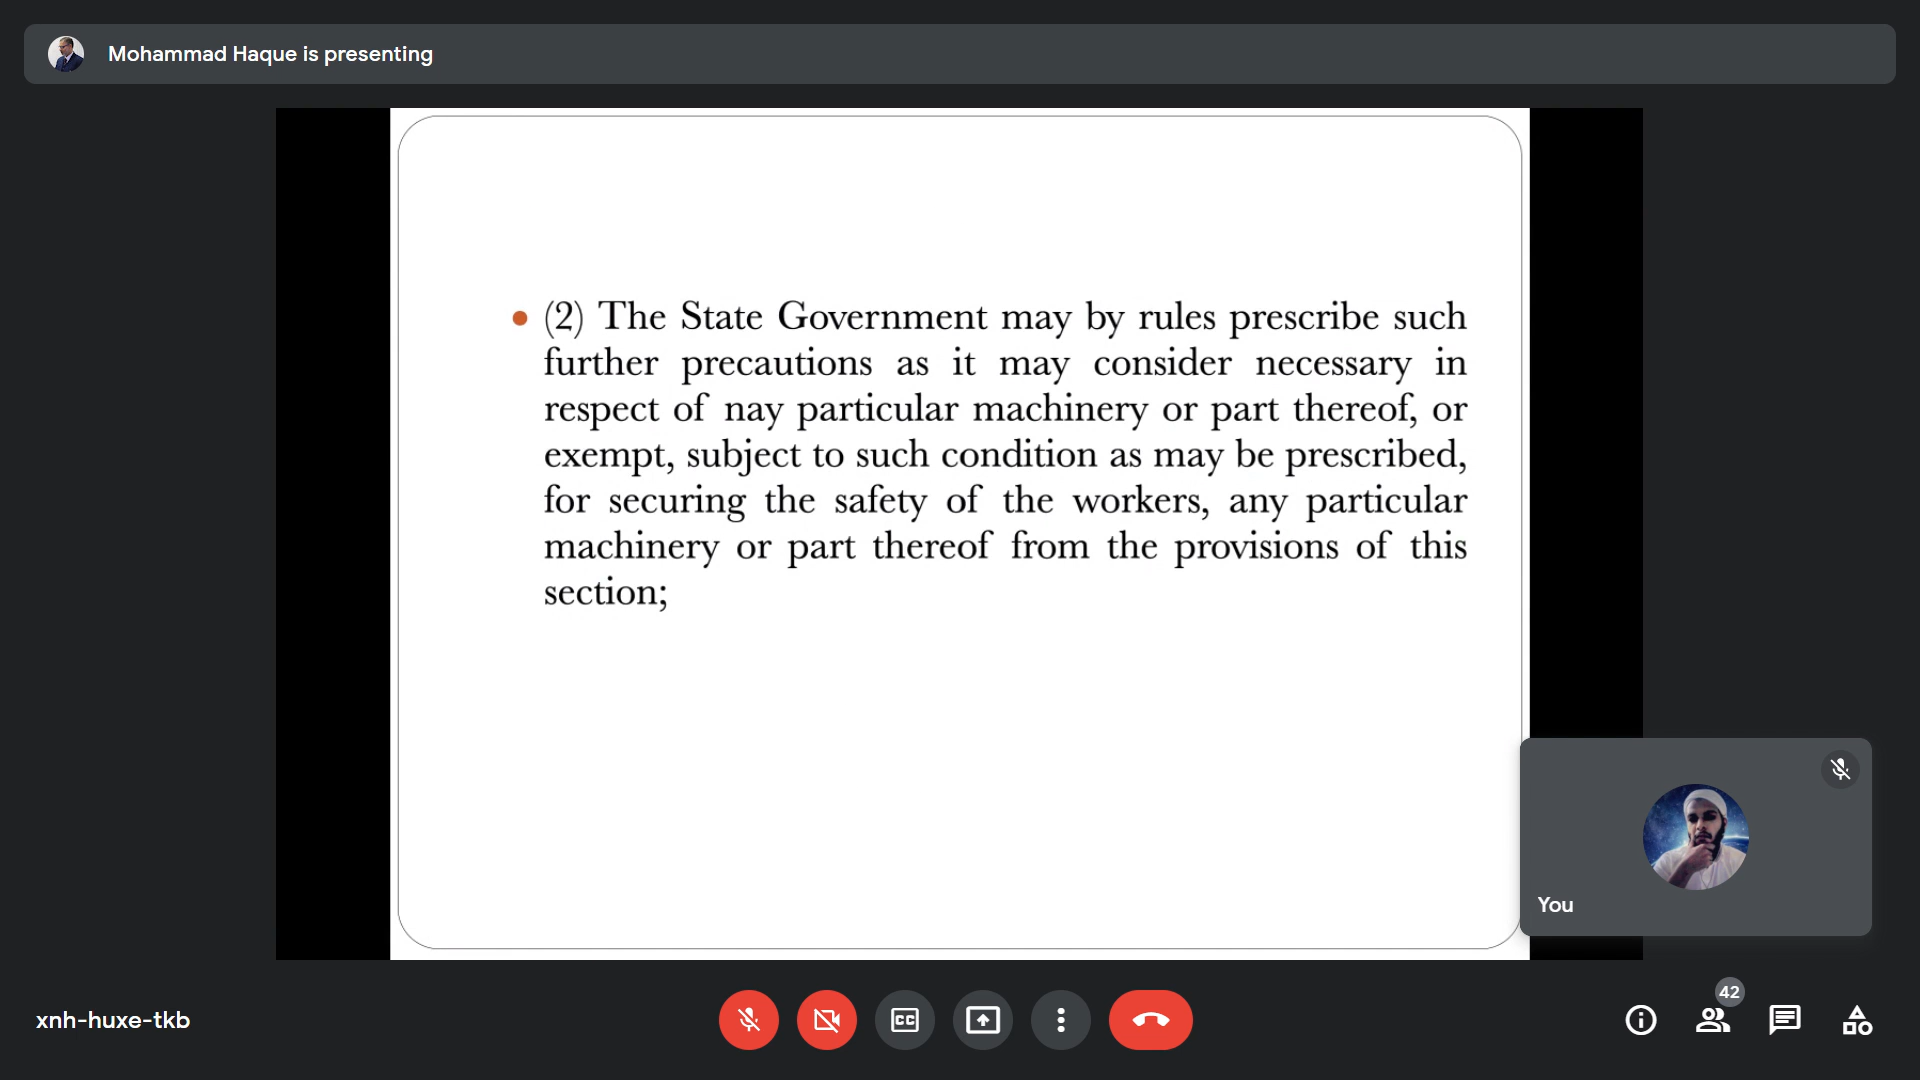 Mohammad Haque is presenting
(2) The State Government may by rules prescribe such
further precautions as it may consider necessary in
respect of nay particular machinery or part thereof, or
exempt, subject to such condition as may be prescribed,
for securing the safety of the workers, any particular
machinery or part thereof from the provisions of this
section;
You
xnh-huxe-tkb
CC
42